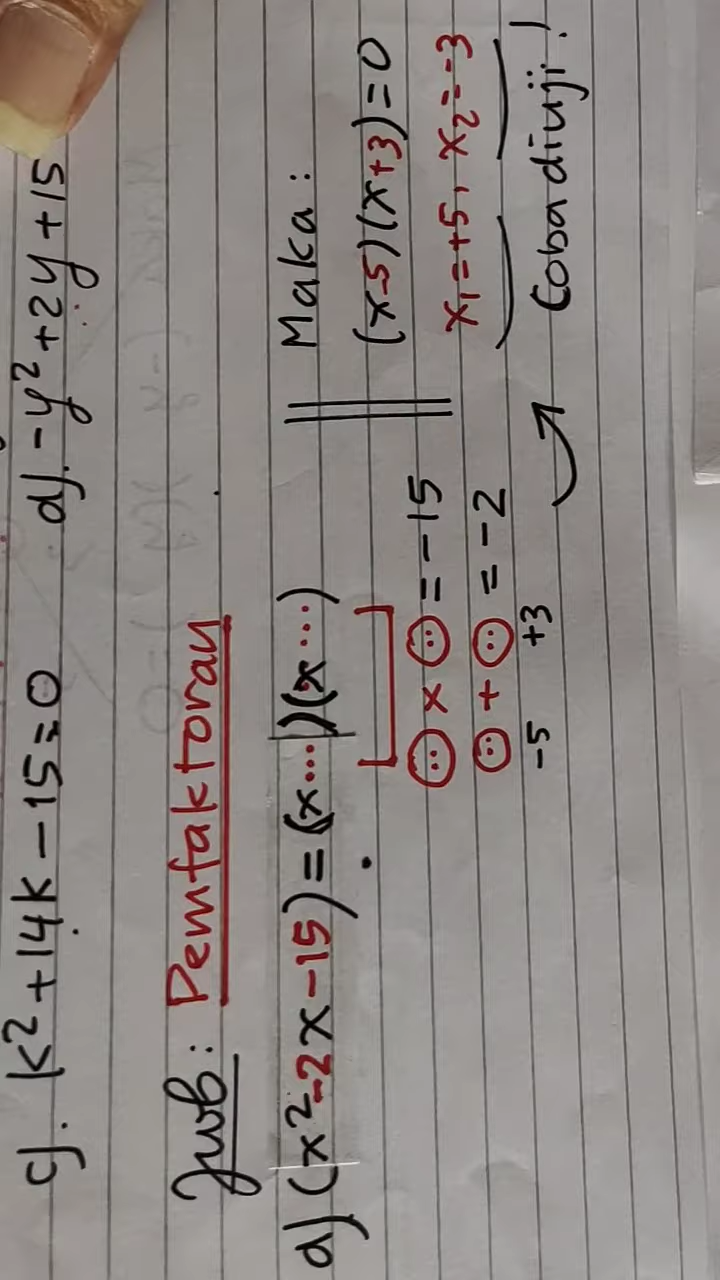 c). k²+14k-15=0 d). -y²+2y+15
Jwb: Pemfaktoran
a) (x²-2x-15)=(x...)(x...)
x =-15
+ =-2
-5 +3
Maka:
(x-5)(x+3)=0
x₁=+5, x₂=-3
Coba diuji!